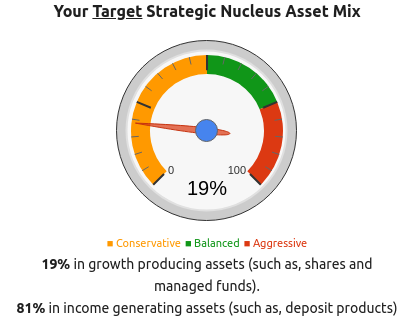 Your Target Strategic Nucleus Asset Mix
0
100
19%
Conservative Balanced Aggressive
19% in growth producing assets (such as, shares and
managed funds).
81% in income generating assets (such as, deposit products)